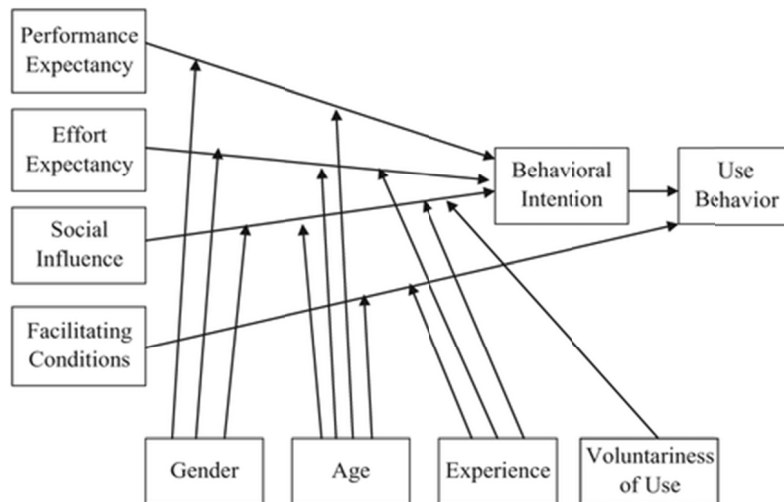 Performance
Expectancy
Effort
Expectancy
Behavioral
Intention
Use
Behavior
Social
Influence
Facilitating
Conditions
Gender
Age
Experience
Voluntariness
of Use